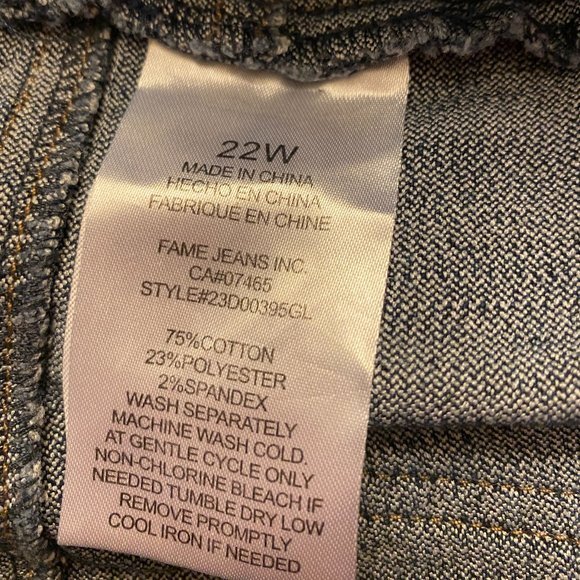 22W
MADE IN CHINA
HECHO EN CHINA
FABRIQUE EN CHINE
FAME JEANS INC.
CA#07465
STYLE#23D00395GL
75%COTTON
23%POLYESTER
2%SPANDEX
WASH SEPARATELY
MACHINE WASH COLD.
AT GENTLE CYCLE ONLY
NON-CHLORINE BLEACH IF
NEEDED TUMBLE DRY LOW
REMOVE PROMPTLY
COOL IRON IF NEEDED